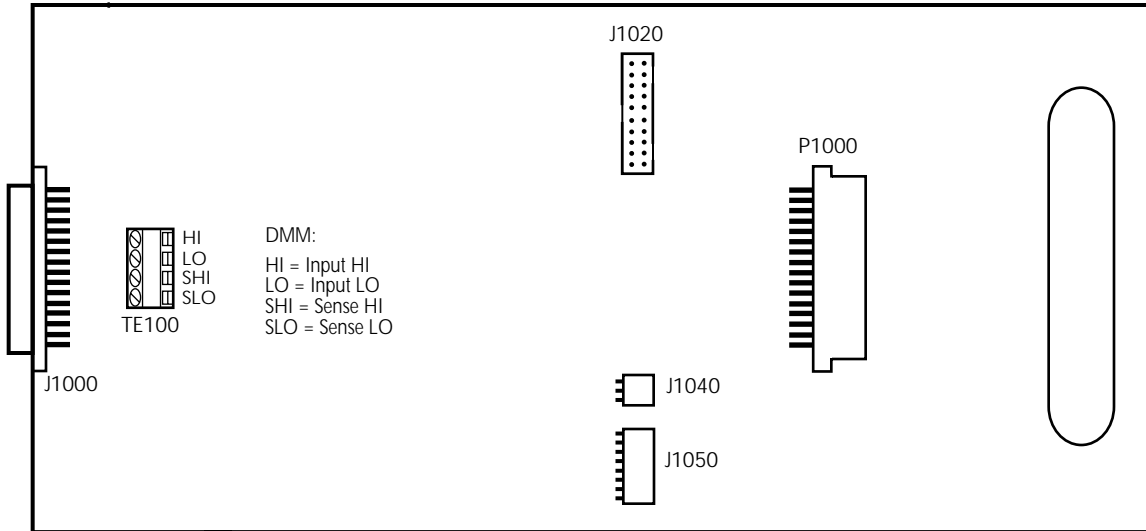 J1020
P1000
HI
LO
SHI
SLO
DMM:
HI = Input HI
LO = Input LO
SHI = Sense HI
SLO = Sense LO
TE100
J1000
J1040
J1050